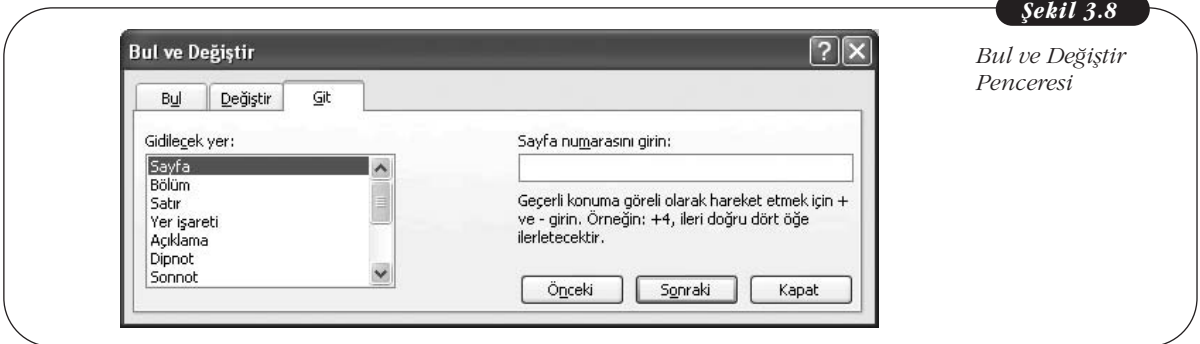 Şekil 3.8
Bul ve Değiştir
Penceresi
Bul ve Değiştir
Bul
Değiştir
Git
Gidilecek yer:
Sayfa
Bölüm
Satır
Yer işareti
Açıklama
Dipnot
Sonnot
Sayfa numarasını girin:
Geçerli konuma göreli olarak hareket etmek için +
ve - girin. Örneğin: +4, ileri doğru dört öğe
ilerletecektir.
Önceki
Sonraki
Kapat